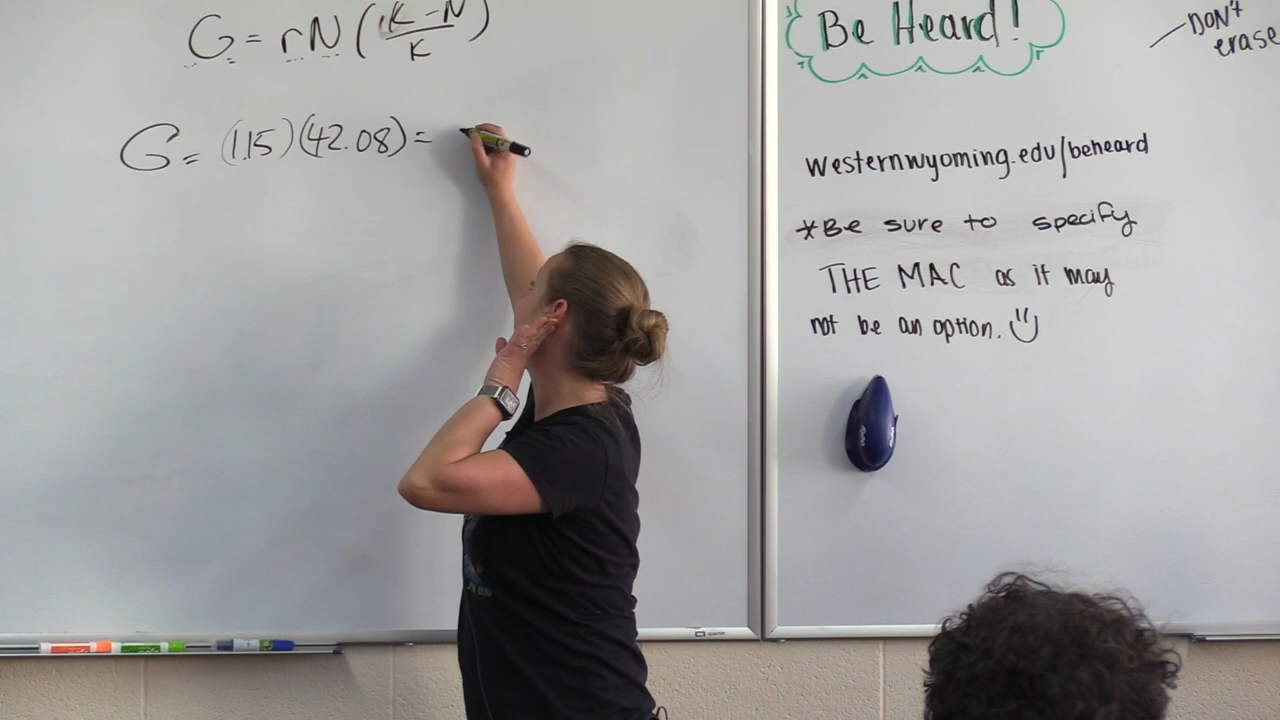 G = rN (K-N/K)
G = (1.15)(42.08) =
Be Heard!
DON'T
erase
westernwyoming.edu/beheard
*Be sure to specify
THE MAC as it may
not be an option.